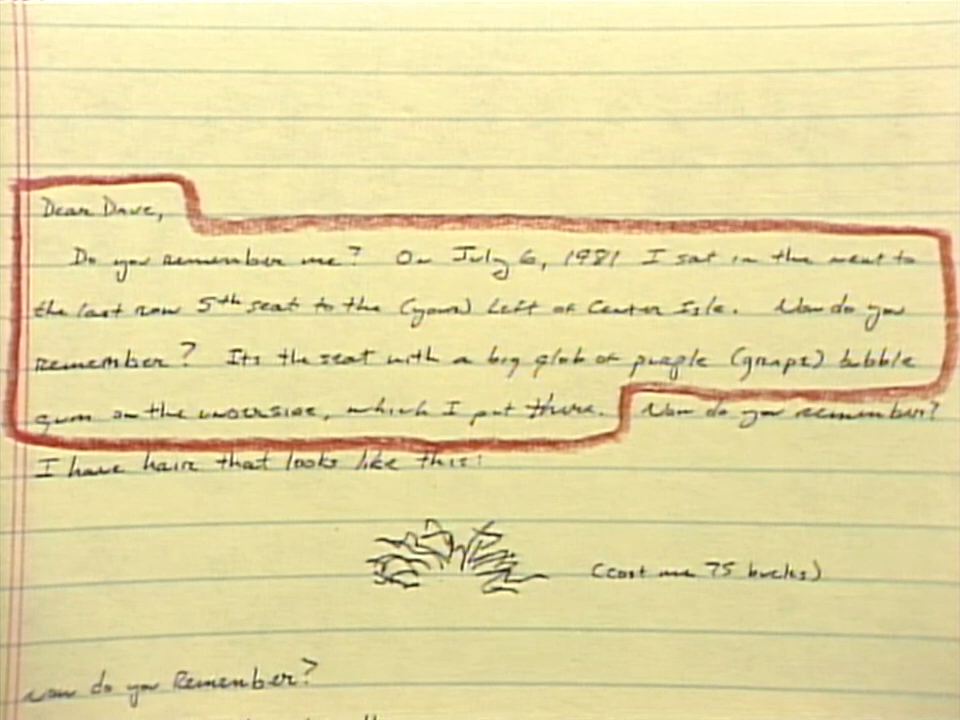 Dear Dave,
Do you remember me? On July 6, 1981 I sat in the next to
the last row 5th seat to the (your) Left of Center Isle. Now do you
remember? Its the seat with a big glob of purple (grape) bubble
gum on the underside, which I put there. Now do you remember?
I have hair that looks like this:
(cost me 75 bucks)
Now do you Remember?